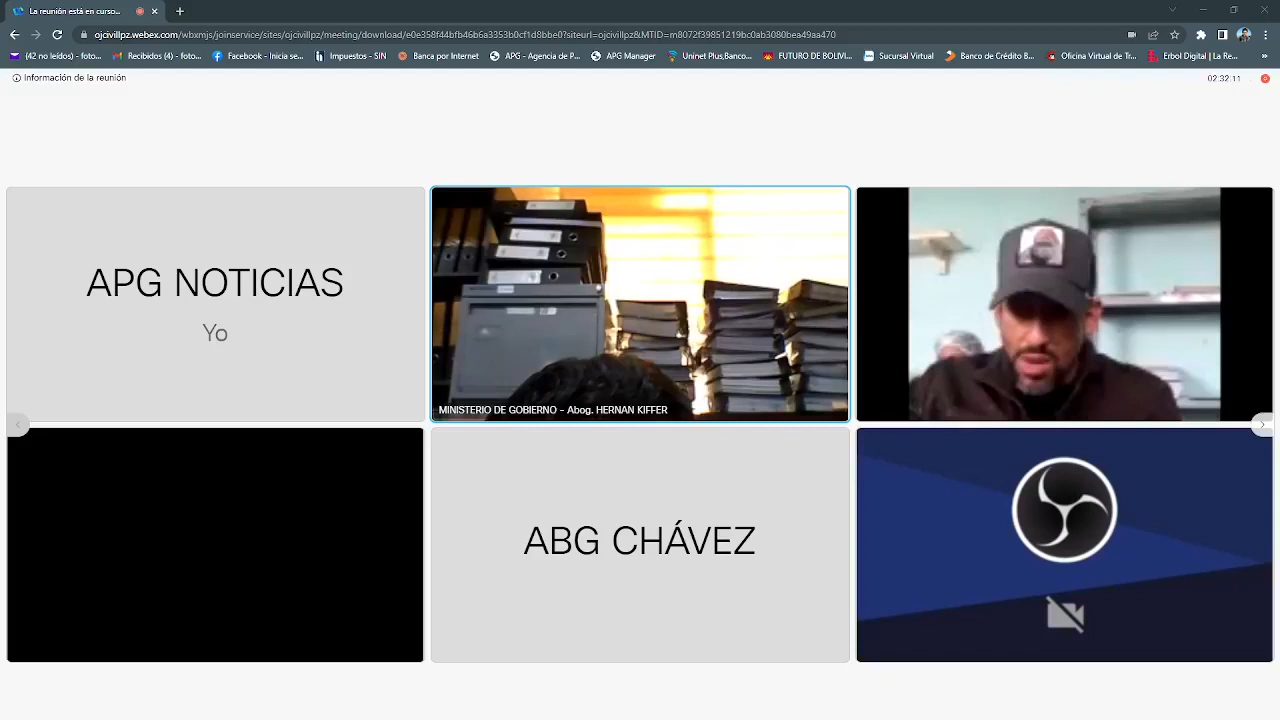 La reunión está en curso...
ojcivillpz.webex.com/wbxmjs/joinservice/sites/ojcivillpz/meeting/download/e0e358f44f1b45b6a33530cf1d9bbe0?siteurl=ojcivillpz&MTID=m8072f39851219bc0ab3080bea49aa470
(42 no leídos) - foto...
Recibidos (4) - foto...
Facebook - Inicia se...
Impuestos - SIN
Banca por Internet
APG - Agencia de P...
APG Manager
Uninet Plus,Banco...
FUTURO DE BOLIVI...
Sucursal Virtual
Banco de Crédito B...
Oficina Virtual de Tr...
Erbol Digital | La Re...
»
Información de la reunión
02:32:11
APG NOTICIAS
Yo
MINISTERIO DE GOBIERNO - Abog. HERNAN KIFFER
ABG CHÁVEZ